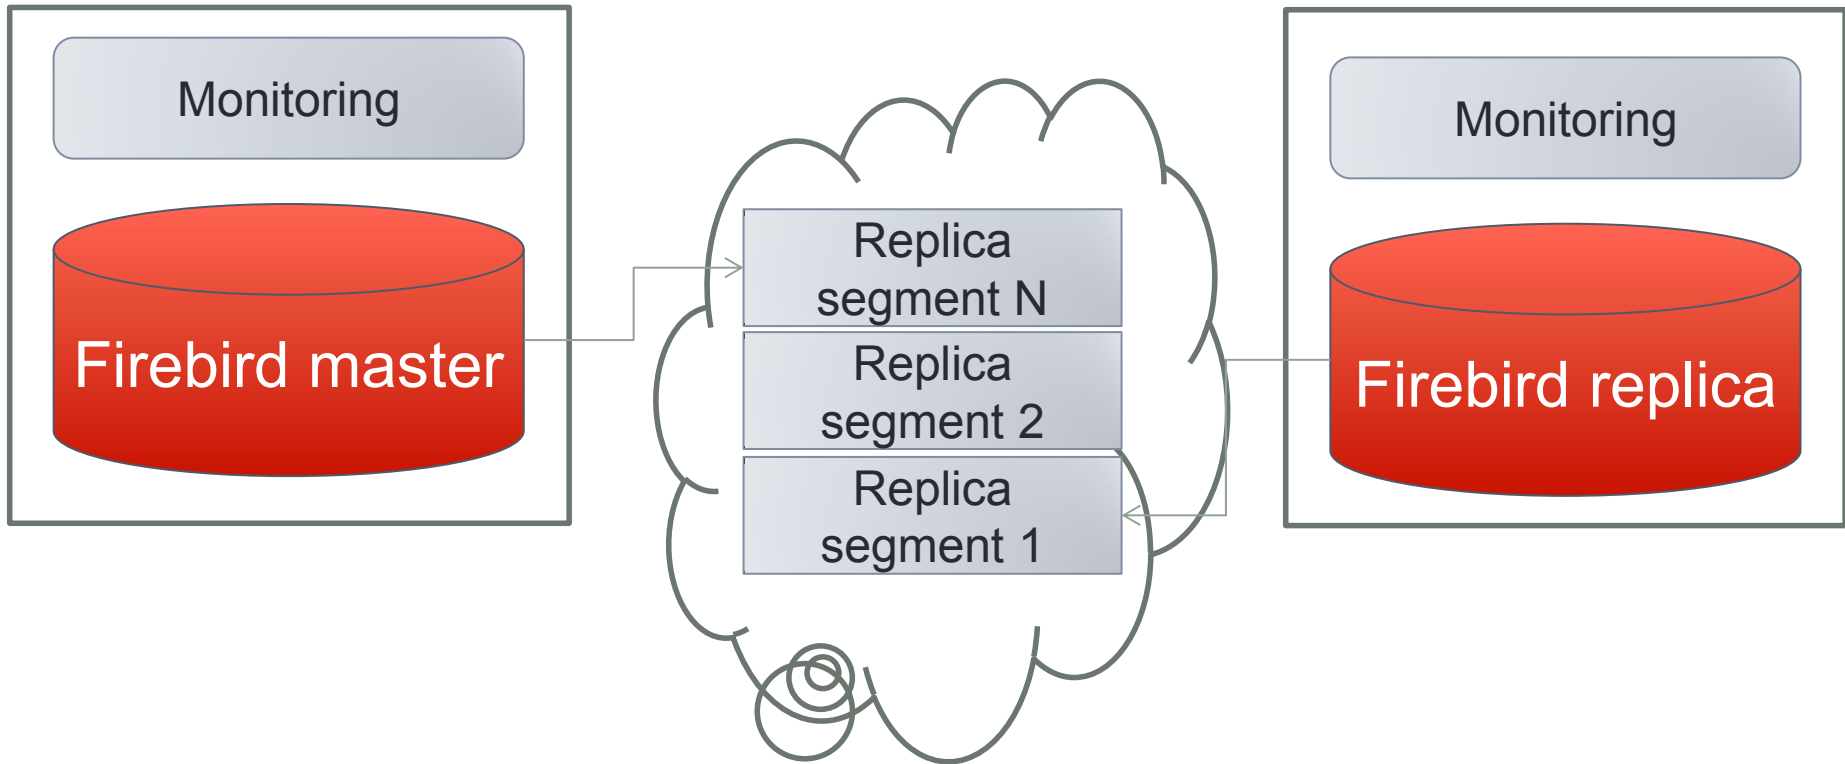 Monitoring
Firebird master
Replica
segment N
Replica
segment 2
Replica
segment 1
Monitoring
Firebird replica